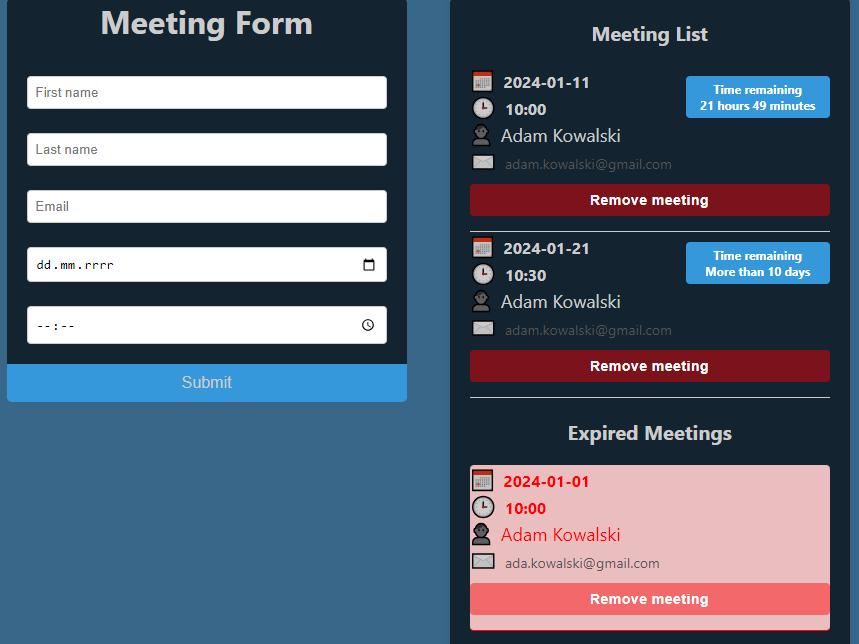 Meeting Form
First name
Last name
Email
dd.mm.rrrr
--:--
Submit
Meeting List
2024-01-11
10:00
Adam Kowalski
adam.kowalski@gmail.com
Time remaining
21 hours 49 minutes
Remove meeting
2024-01-21
10:30
Adam Kowalski
adam.kowalski@gmail.com
Time remaining
More than 10 days
Remove meeting
Expired Meetings
2024-01-01
10:00
Adam Kowalski
ada.kowalski@gmail.com
Remove meeting